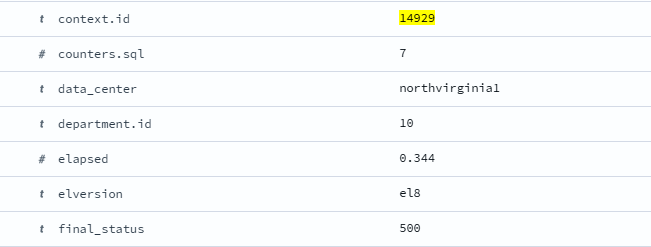 t context.id 14929
# counters.sql 7
t data_center northvirginia1
t department.id 10
# elapsed 0.344
t elversion el8
t final_status 500